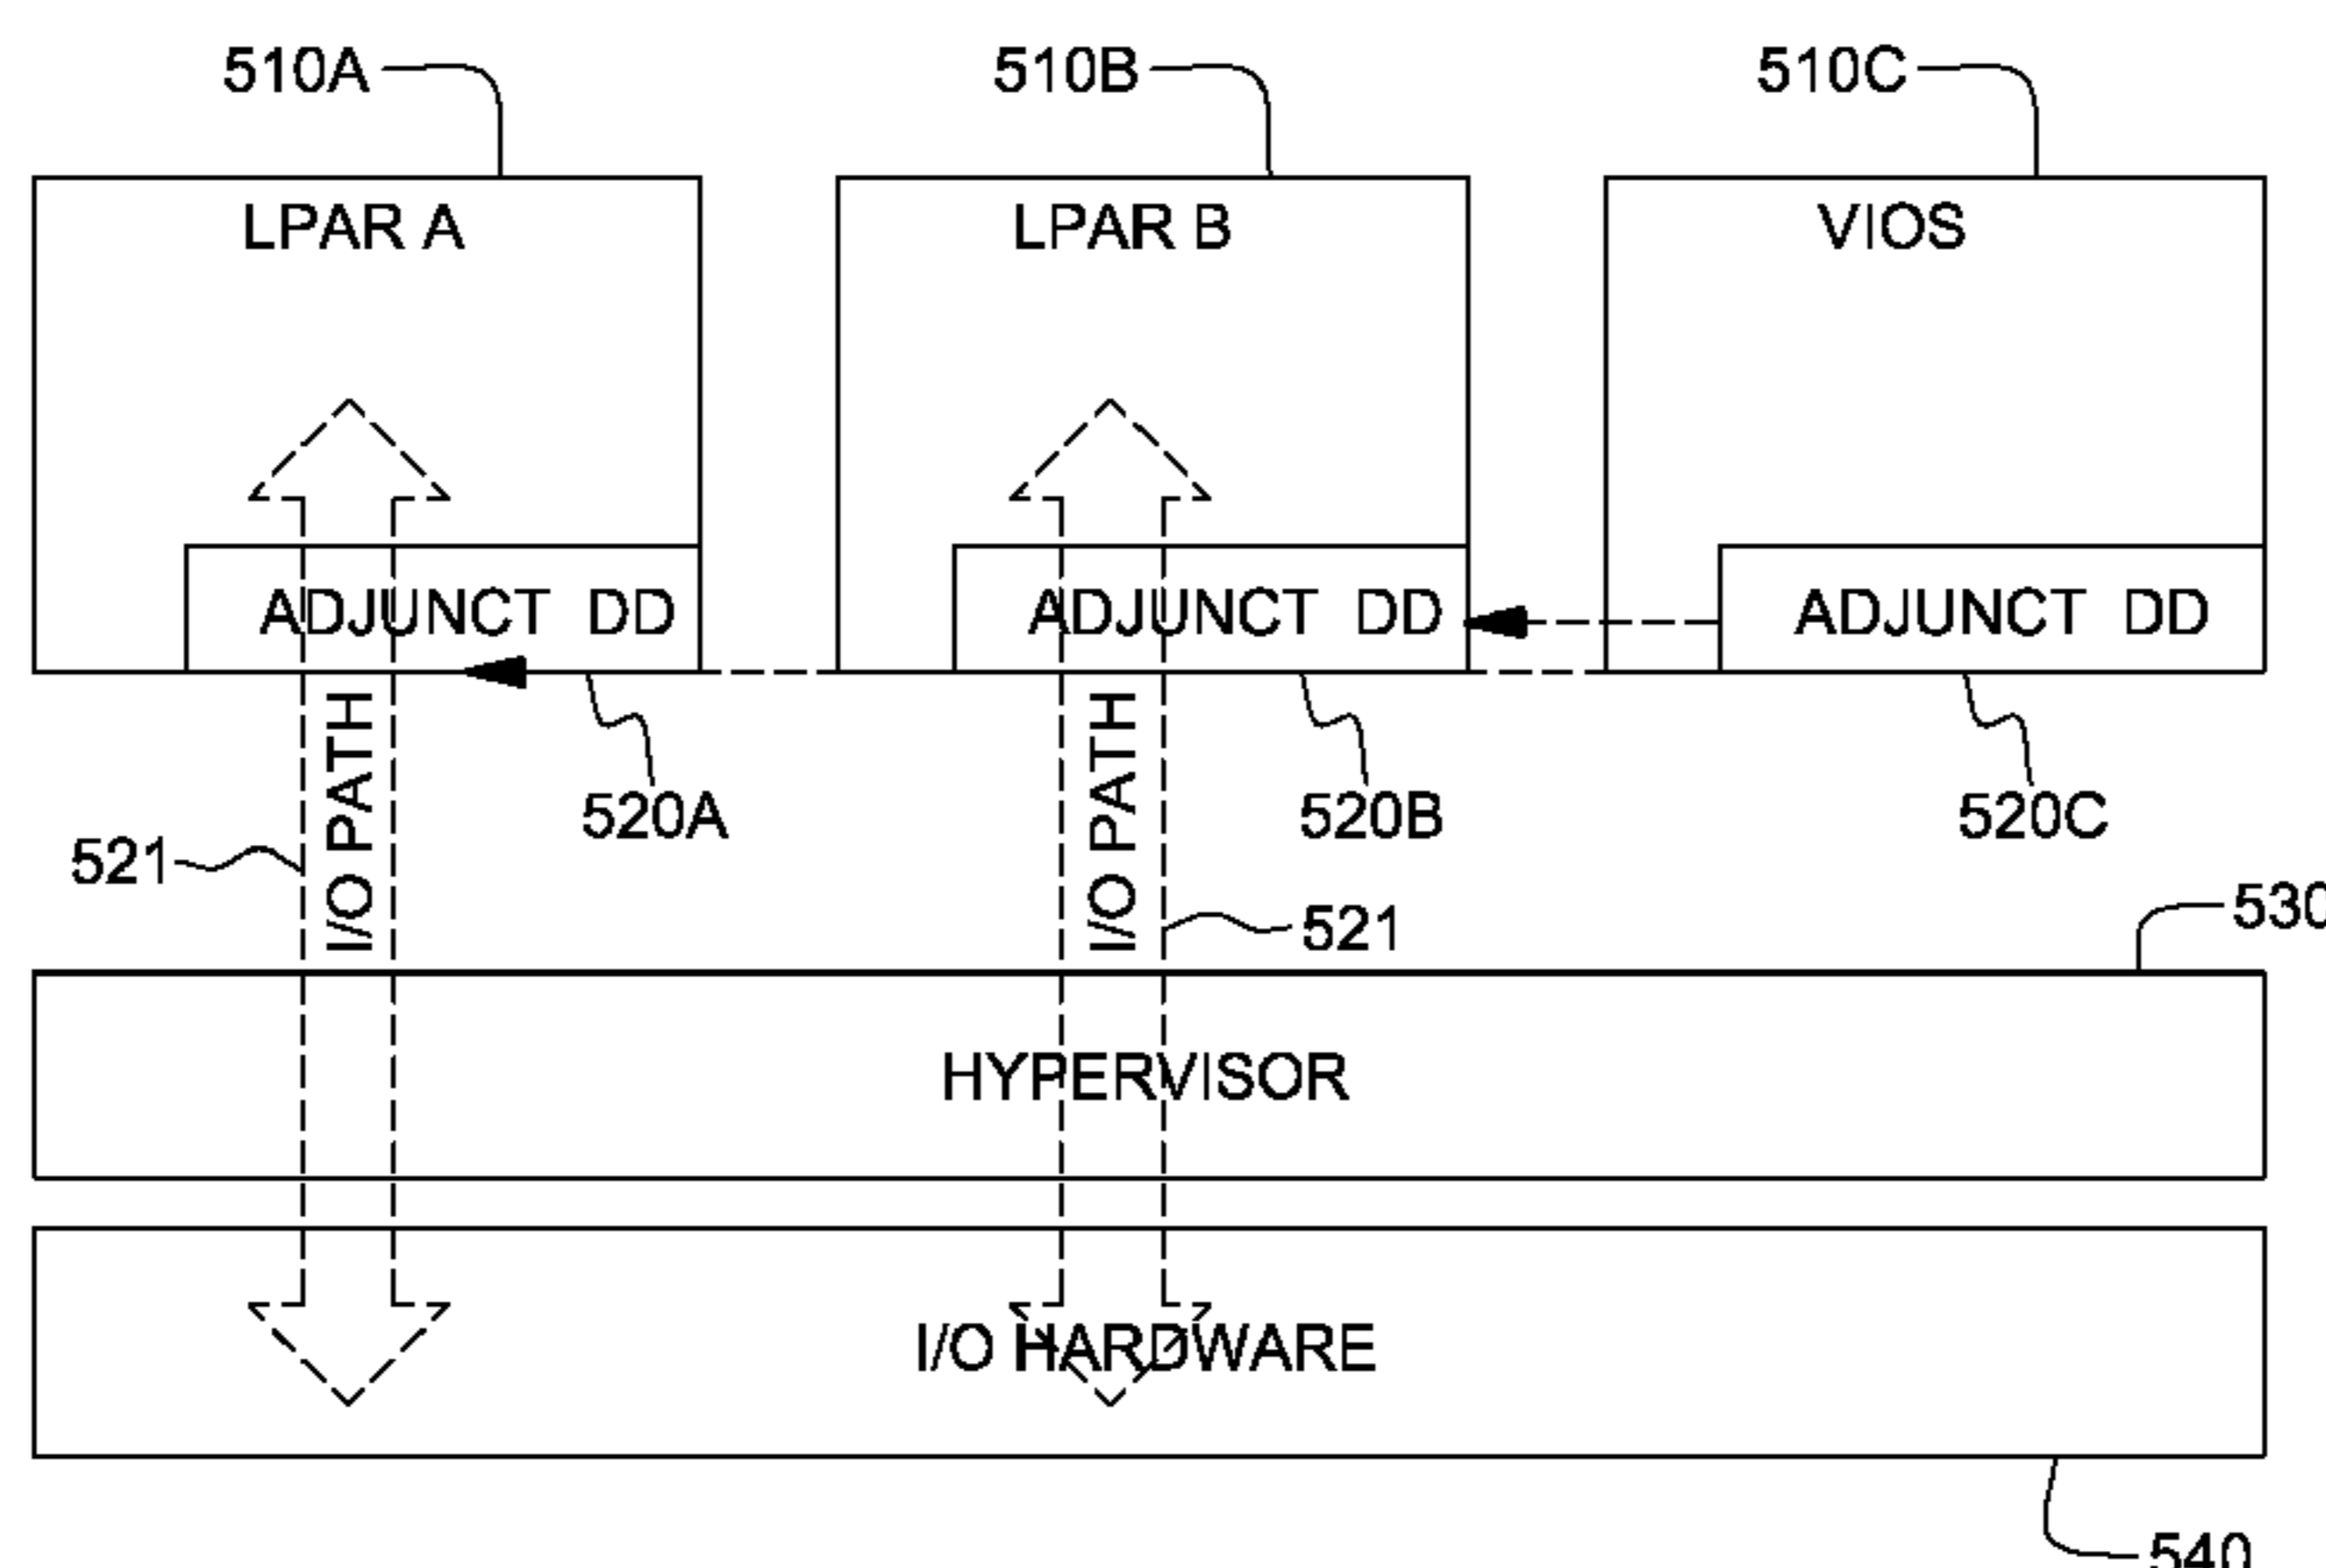 510A
510B
510C
LPAR A
LPAR B
VIOS
ADJUNCT DD
ADJUNCT DD
ADJUNCT DD
I/O PATH
I/O PATH
520A
520B
520C
521
521
530
HYPERVISOR
I/O HARDWARE
540